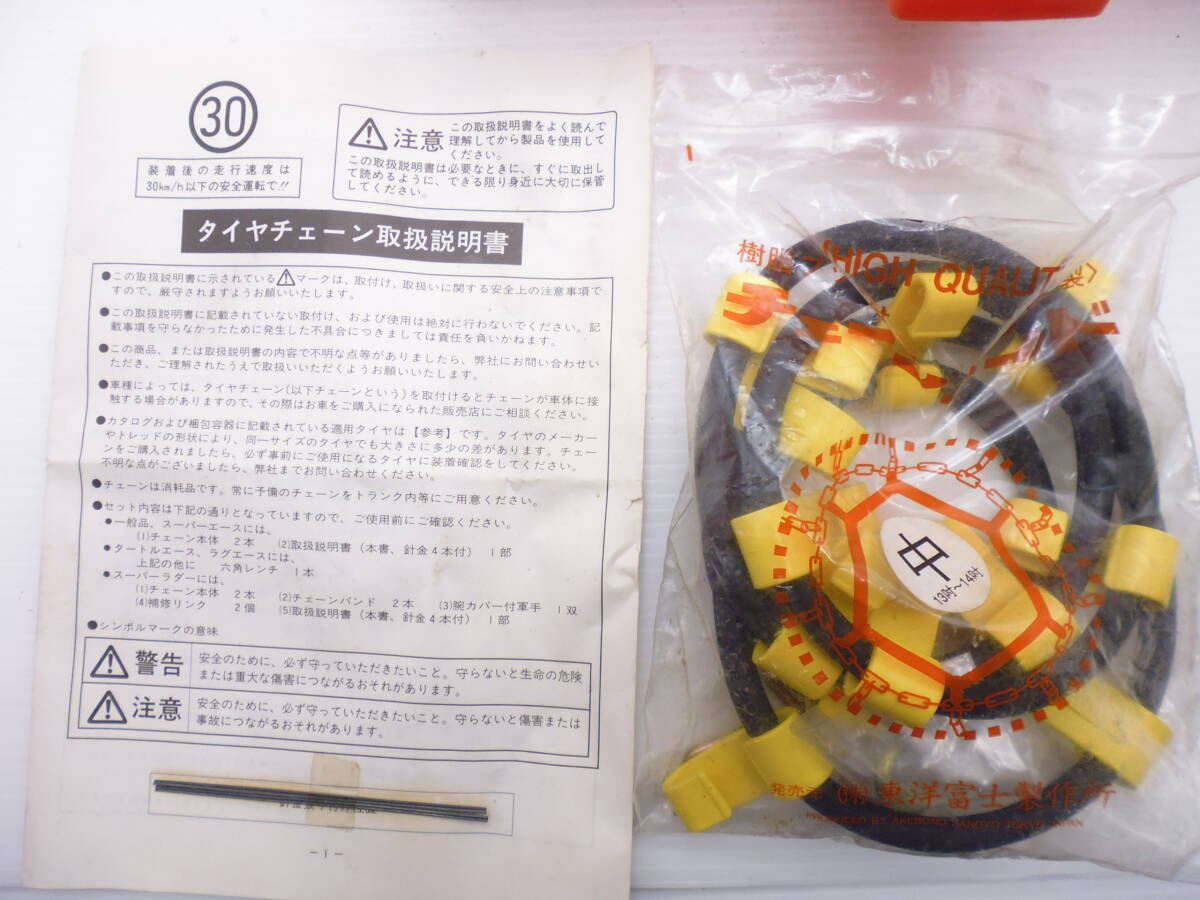 30
装着後の走行速度は
30km/h以下の安全運転で!!
注意
この取扱説明書をよく読んで
理解してから製品を使用して
ください。
この取扱説明書は必要なときに、すぐに取出し
て読めるように、できる限り身近に大切に保管
してください。
タイヤチェーン取扱説明書
●この取扱説明書に示されている⚠マークは、取付け、取扱いに関する安全上の注意事項で
すので、厳守されますようお願いいたします。
●この取扱説明書に記載されていない取付け、および使用は絶対に行わないでください。記
載事項を守らなかったために発生した不具合につきましては責任を負いかねます。
●この商品、または取扱説明書の内容で不明な点等がありましたら、弊社にお問い合わせい
ただき、ご理解されたうえで取扱いいただくようお願いいたします。
●車種によっては、タイヤチェーン(以下チェーンという)を取付けるとチェーンが車体に接
触する場合がありますので、その際はお車をご購入になられた販売店にご相談ください。
●カタログおよび梱包容器に記載されている適用タイヤは【参考】です。タイヤのメーカー
やトレッドの形状により、同一サイズのタイヤでも大きさに多少の差があります。チェー
ンをご購入されましたら、必ず事前にご使用になるタイヤに装着確認をしてください。
不明な点がございましたら、弊社までお問い合わせください。
●チェーンは消耗品です。常に予備のチェーンをトランク内等にご用意ください。
●セット内容は下記の通りとなっていますので、ご使用前にご確認ください。
●一般品、スーパーエースには、
(1)チェーン本体 2本 (2)取扱説明書(本書、針金4本付) 1部
●タートルエース、ラグエースには、
上記の他に 六角レンチ 1本
●スーパーラダーには、
(1)チェーン本体 2本 (2)チェーンバンド 2本 (3)腕カバー付軍手 1双
(4)補修リンク 2個 (5)取扱説明書(本書、針金4本付) 1部
●シンボルマークの意味
警告
安全のために、必ず守っていただきたいこと。守らないと生命の危険
または重大な傷害につながるおそれがあります。
注意
安全のために、必ず守っていただきたいこと。守らないと傷害または
事故につながるおそれがあります。
-1-
HIGH QUALITY
製〉
中
13吋~14吋
発売元 ㈲東洋富士製作所
PRODUCED BY AKEBONO SANGYO TOKYO JAPAN